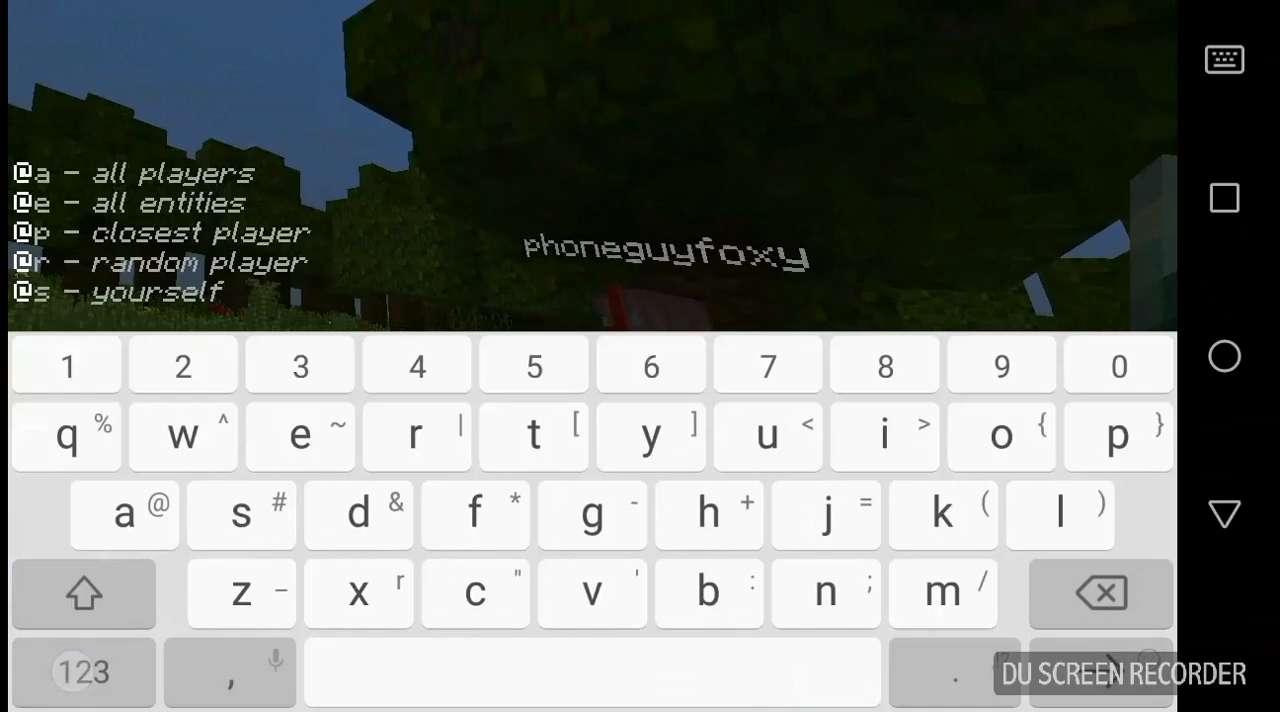 @a - all players
@e - all entities
@p - closest player
@r - random player
@s - yourself
phoneguyfoxy
1 2 3 4 5 6 7 8 9 0
q % w ^ e ~ r | t [ y ] u < i > o { p }
a @ s # d & f * g - h + j = k ( l )
z _ x r c " v ' b : n ; m /
123 , .
DU SCREEN RECORDER